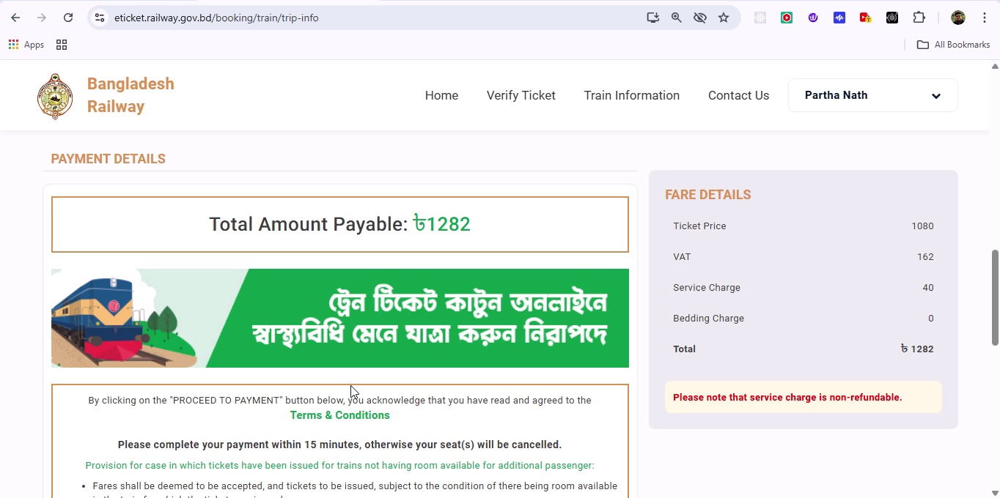 eticket.railway.gov.bd/booking/train/trip-info
Apps
All Bookmarks
Bangladesh
Railway
Home
Verify Ticket
Train Information
Contact Us
Partha Nath
PAYMENT DETAILS
Total Amount Payable: ৳1282
ট্রেন টিকেট কাটুন অনলাইনে
স্বাস্থ্যবিধি মেনে যাত্রা করুন নিরাপদে
By clicking on the "PROCEED TO PAYMENT" button below, you acknowledge that you have read and agreed to the
Terms & Conditions
Please complete your payment within 15 minutes, otherwise your seat(s) will be cancelled.
Provision for case in which tickets have been issued for trains not having room available for additional passenger:
• Fares shall be deemed to be accepted, and tickets to be issued, subject to the condition of there being room available
FARE DETAILS
Ticket Price 1080
VAT 162
Service Charge 40
Bedding Charge 0
Total ৳ 1282
Please note that service charge is non-refundable.